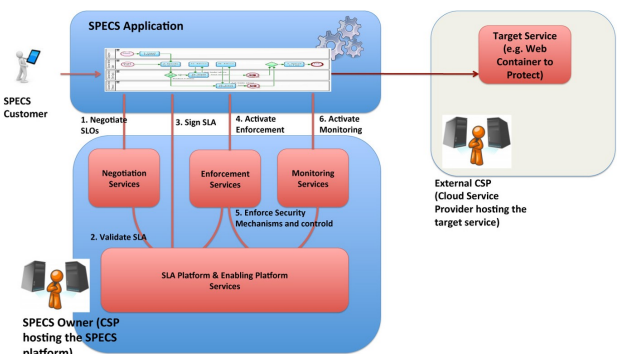 SPECS Application
Target Service
(e.g. Web
Container to
Protect)
SPECS
Customer
1. Negotiate
SLOs
3. Sign SLA
4. Activate
Enforcement
6. Activate
Monitoring
Negotiation
Services
Enforcement
Services
Monitoring
Services
External CSP
(Cloud Service
Provider hosting the
target service)
5. Enforce Security
Mechanisms and controld
2. Validate SLA
SLA Platform & Enabling Platform
Services
SPECS Owner (CSP
hosting the SPECS
platform)